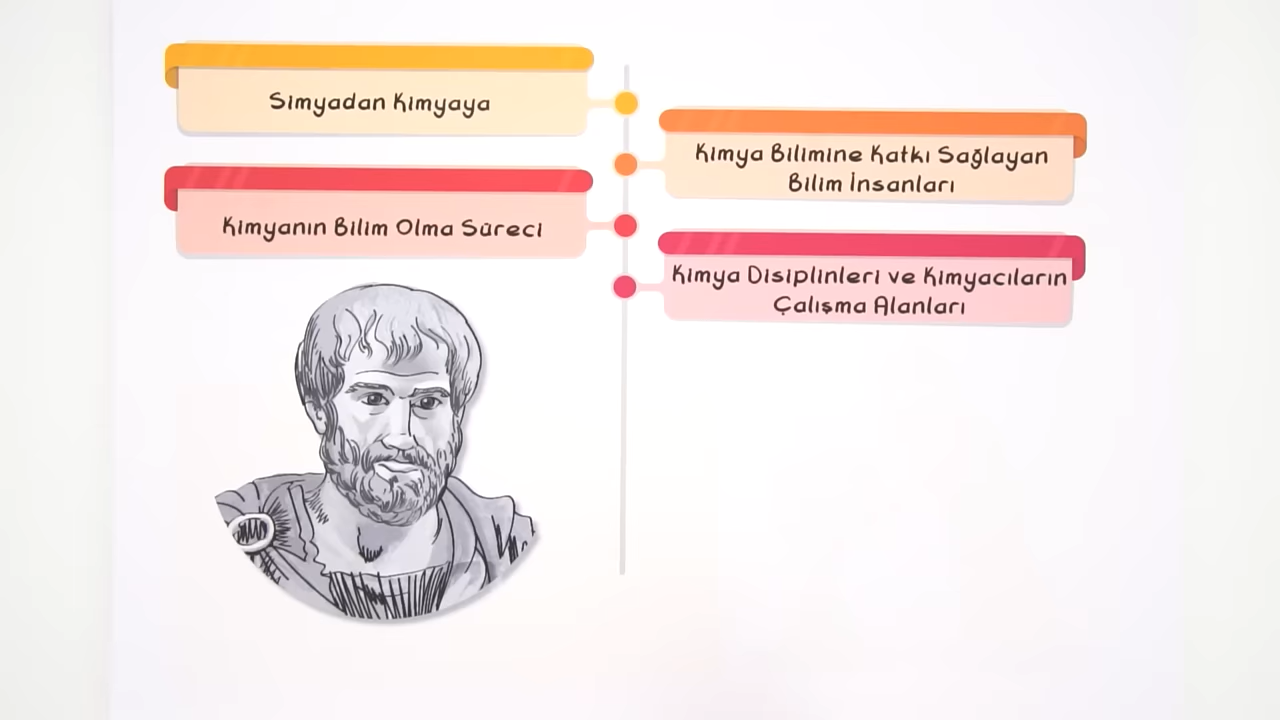 Simyadan Kimyaya
Kimya Bilimine Katkı Sağlayan
Bilim İnsanları
Kimyanın Bilim Olma Süreci
Kimya Disiplinleri ve Kimyacıların
Çalışma Alanları